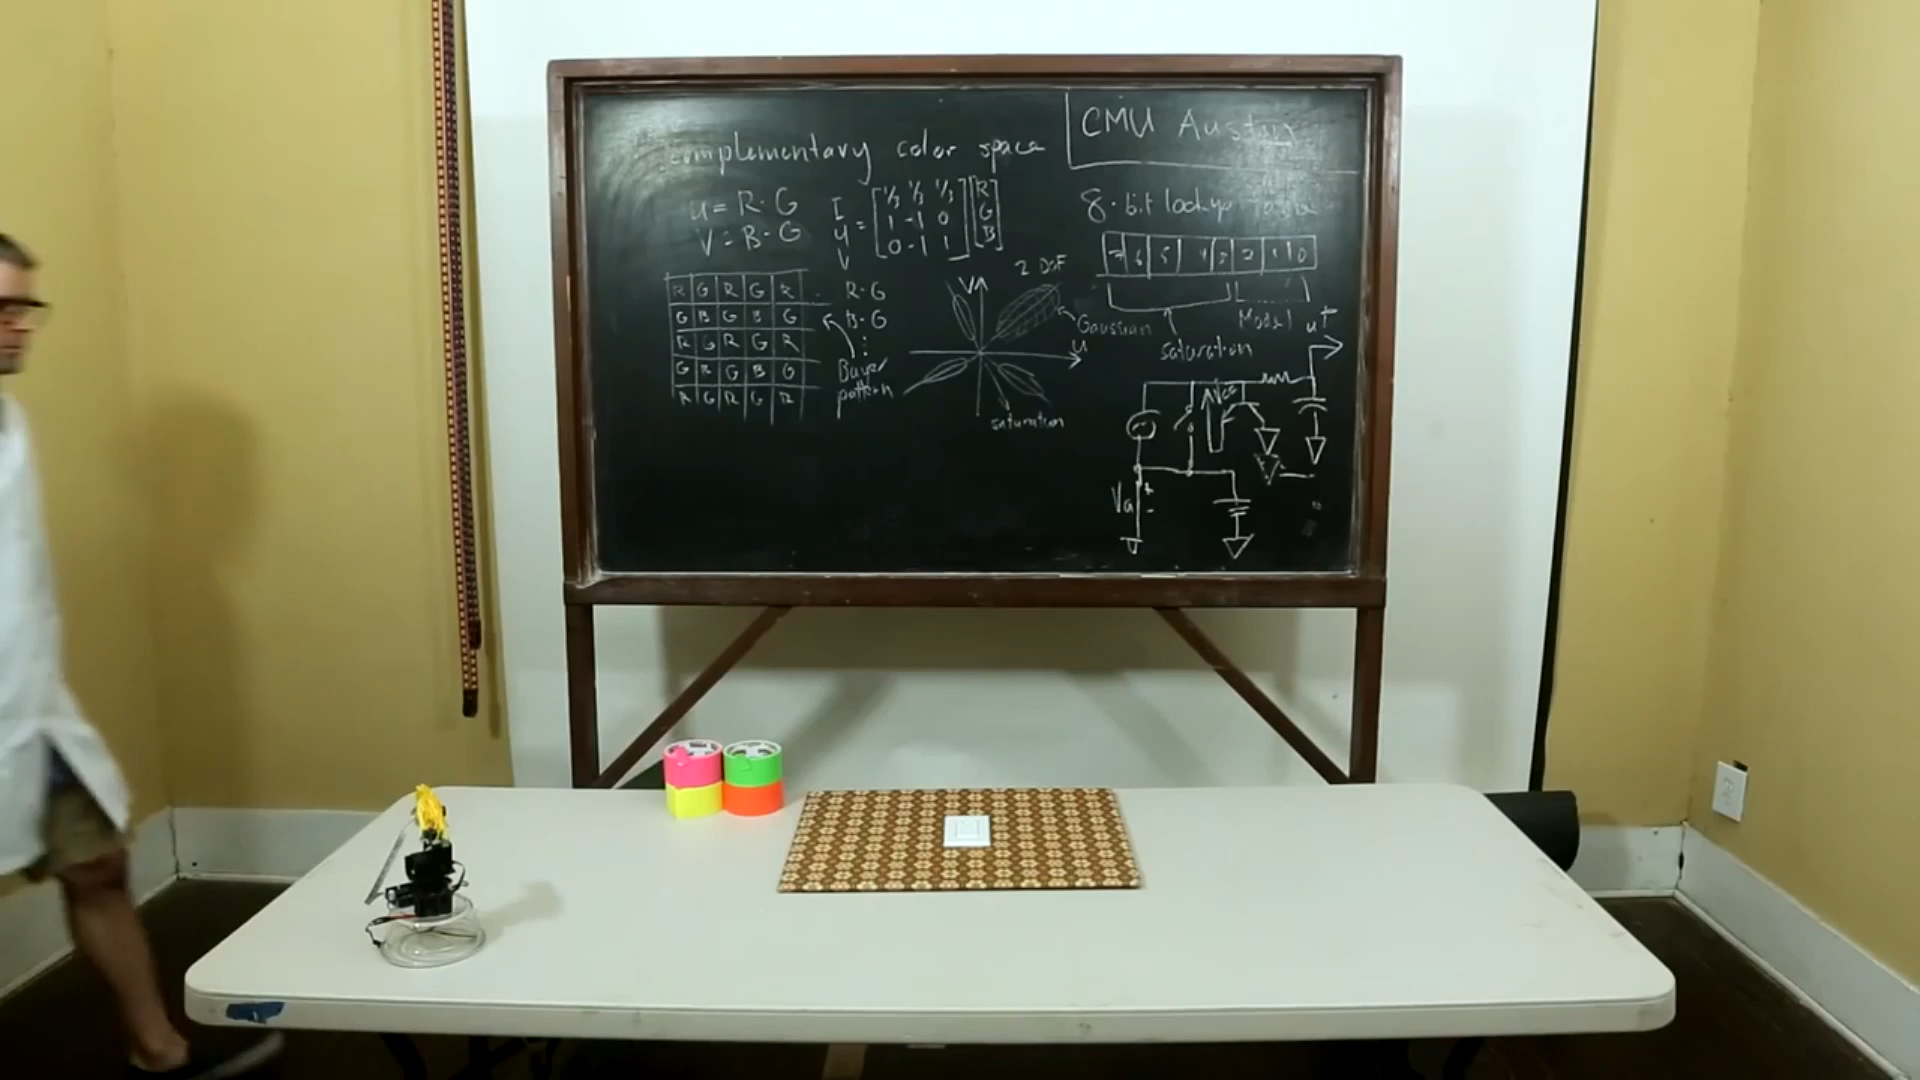 complementary color space
CMU Austin
u = R - G
V = B - G
I
u
V
=
1/3 1/3 1/3
1 -1 0
0 -1 1
R
G
B
8-bit lookup table
7 6 5 4 3 2 1 0
saturation
Model
R G R G R
G B G B G
R G R G R
G B G B G
R G R G R
R-G
B-G
⋮
Bayer
pattern
V
2 DOF
Gaussian
u
saturation
Vcc
Va
+
-